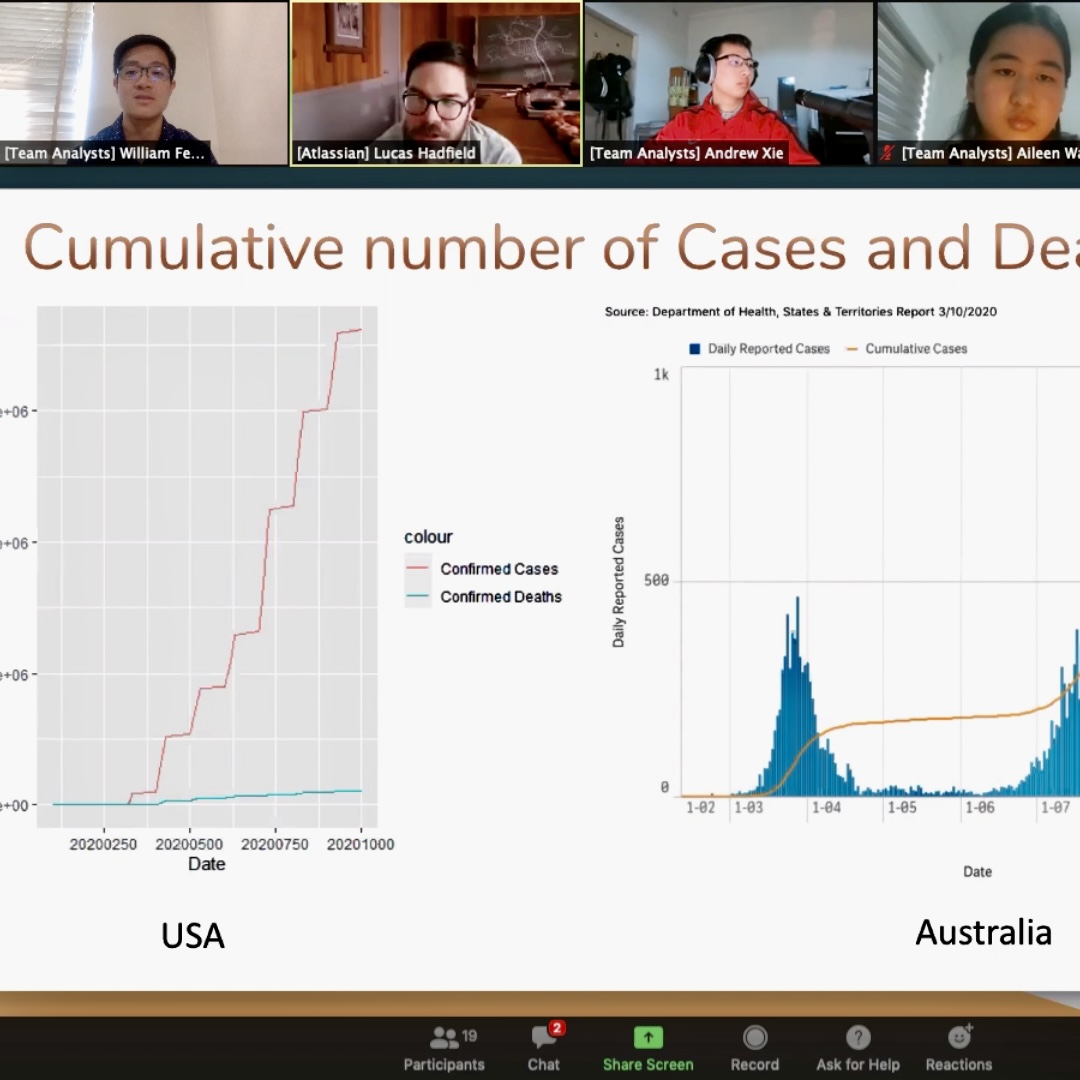 [Team Analysts] William Fe...
[Atlassian] Lucas Hadfield
[Team Analysts] Andrew Xie
[Team Analysts] Aileen Wa
Cumulative number of Cases and Dea
e+06
e+06
e+06
e+00
20200250 20200500 20200750 20201000
Date
colour
Confirmed Cases
Confirmed Deaths
USA
Source: Department of Health, States & Territories Report 3/10/2020
Daily Reported Cases Cumulative Cases
1k
500
0
Daily Reported Cases
1-02 1-03 1-04 1-05 1-06 1-07
Date
Australia
19
2
Participants Chat Share Screen Record Ask for Help Reactions